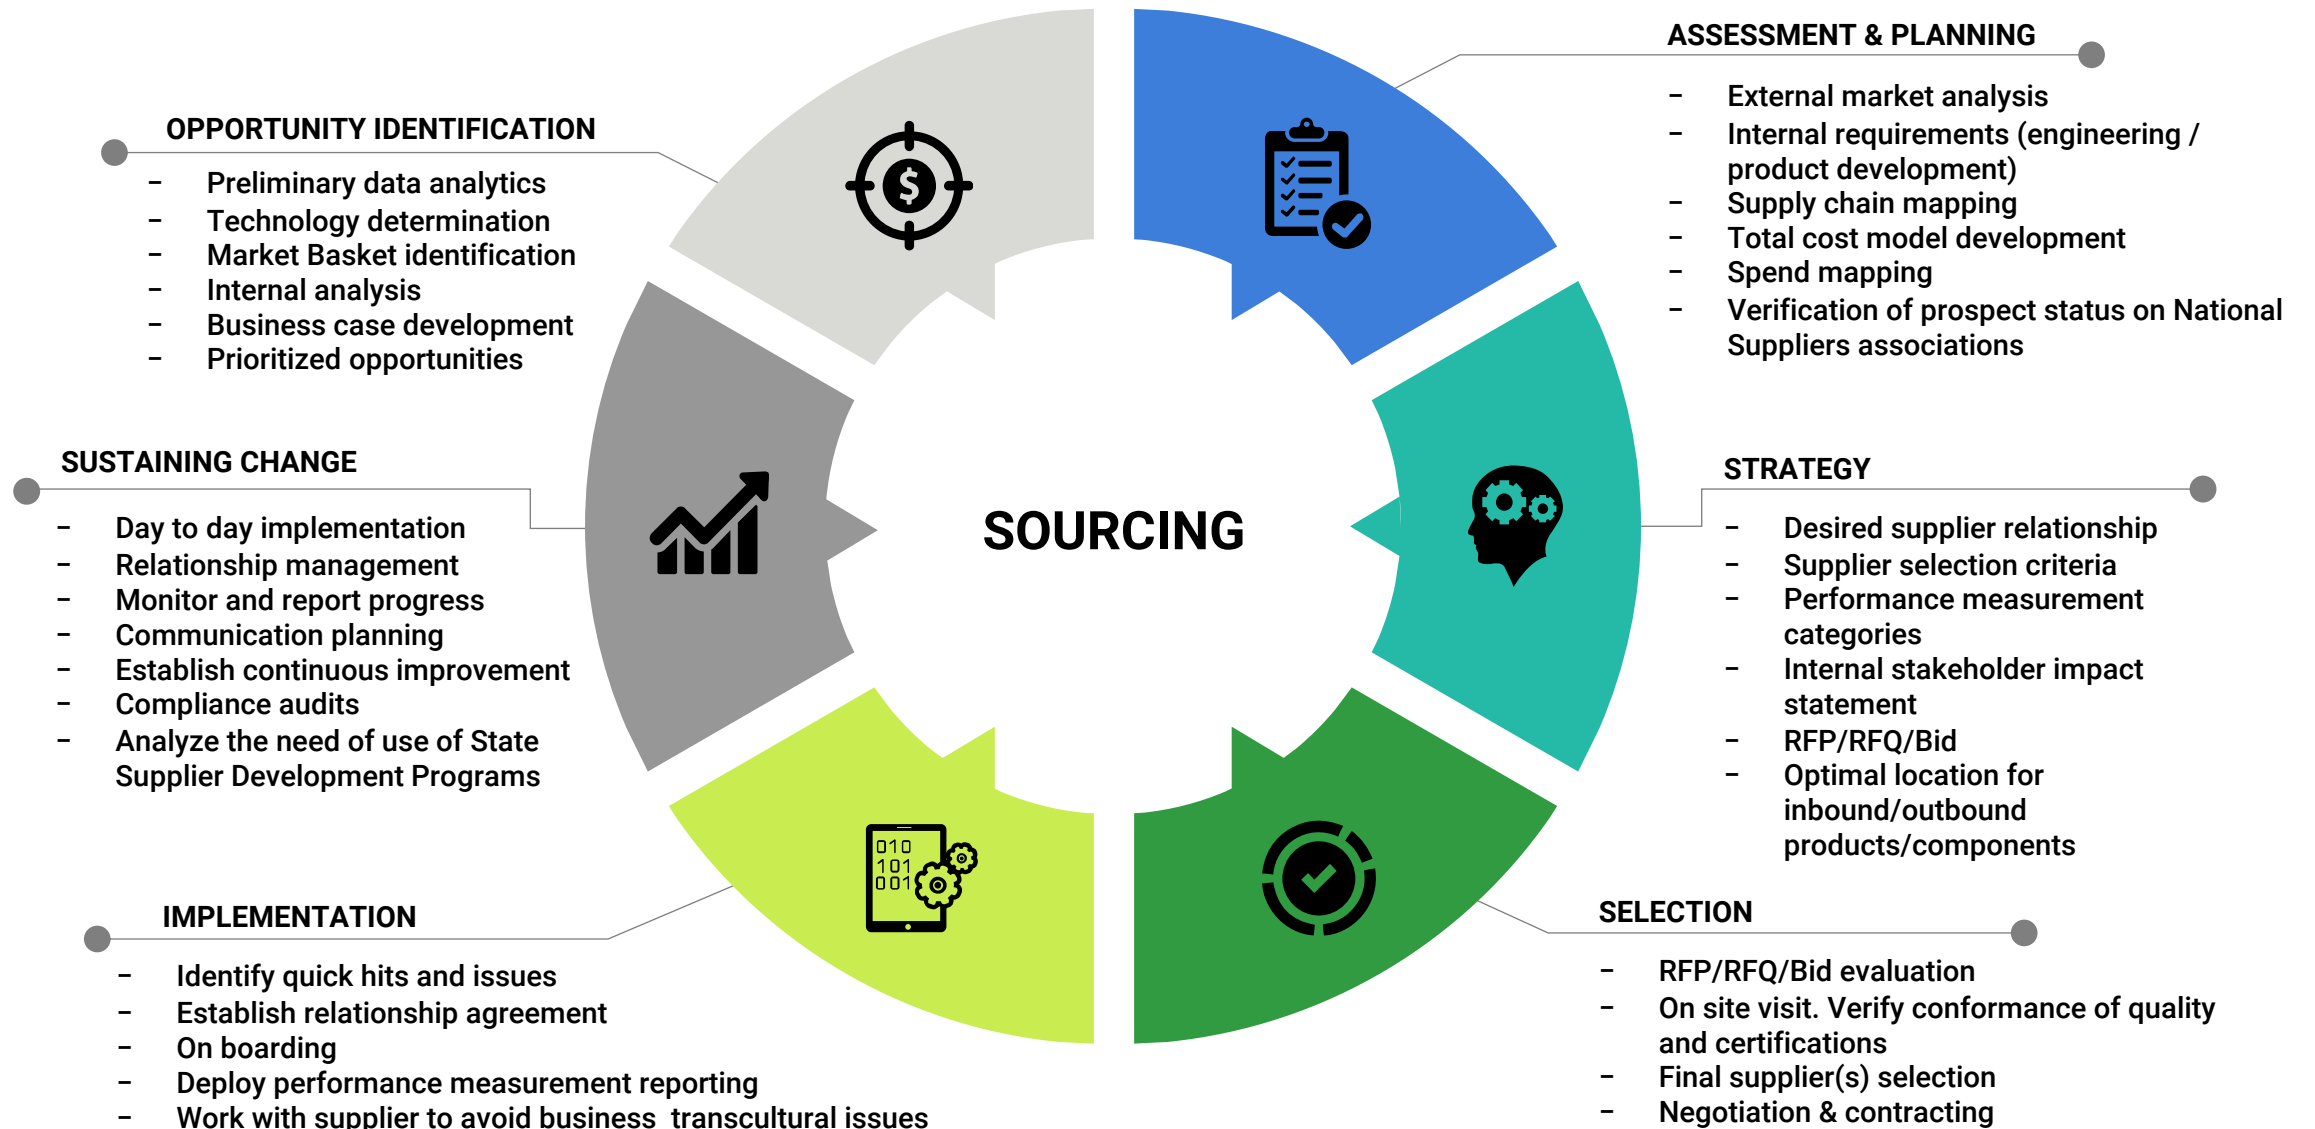 OPPORTUNITY IDENTIFICATION
− Preliminary data analytics
− Technology determination
− Market Basket identification
− Internal analysis
− Business case development
− Prioritized opportunities
ASSESSMENT & PLANNING
− External market analysis
− Internal requirements (engineering /
product development)
− Supply chain mapping
− Total cost model development
− Spend mapping
− Verification of prospect status on National
Suppliers associations
SUSTAINING CHANGE
− Day to day implementation
− Relationship management
− Monitor and report progress
− Communication planning
− Establish continuous improvement
− Compliance audits
− Analyze the need of use of State
Supplier Development Programs
SOURCING
STRATEGY
− Desired supplier relationship
− Supplier selection criteria
− Performance measurement
categories
− Internal stakeholder impact
statement
− RFP/RFQ/Bid
− Optimal location for
inbound/outbound
products/components
IMPLEMENTATION
− Identify quick hits and issues
− Establish relationship agreement
− On boarding
− Deploy performance measurement reporting
− Work with supplier to avoid business  transcultural issues
010
101
001
SELECTION
− RFP/RFQ/Bid evaluation
− On site visit. Verify conformance of quality
and certifications
− Final supplier(s) selection
− Negotiation & contracting